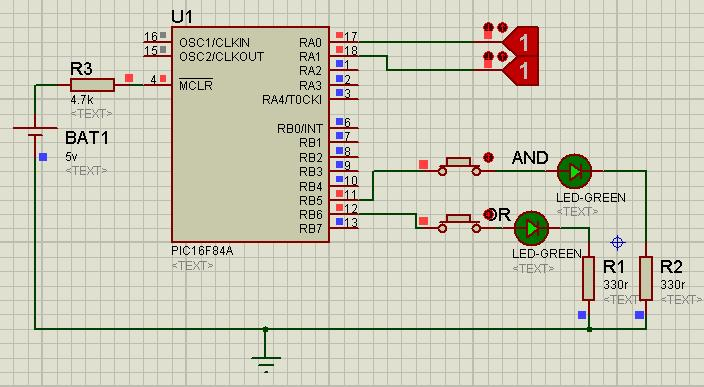 U1
16 OSC1/CLKIN RA0 17
15 OSC2/CLKOUT RA1 18
RA2 1
4 MCLR RA3 2
RA4/T0CKI 3
RB0/INT 6
RB1 7
RB2 8
RB3 9
RB4 10
RB5 11
RB6 12
RB7 13
PIC16F84A
<TEXT>
1
1
R3
4.7k
<TEXT>
BAT1
5v
<TEXT>
AND
LED-GREEN
<TEXT>
OR
LED-GREEN
<TEXT>
R1
330r
<TEXT>
R2
330r
<TEXT>